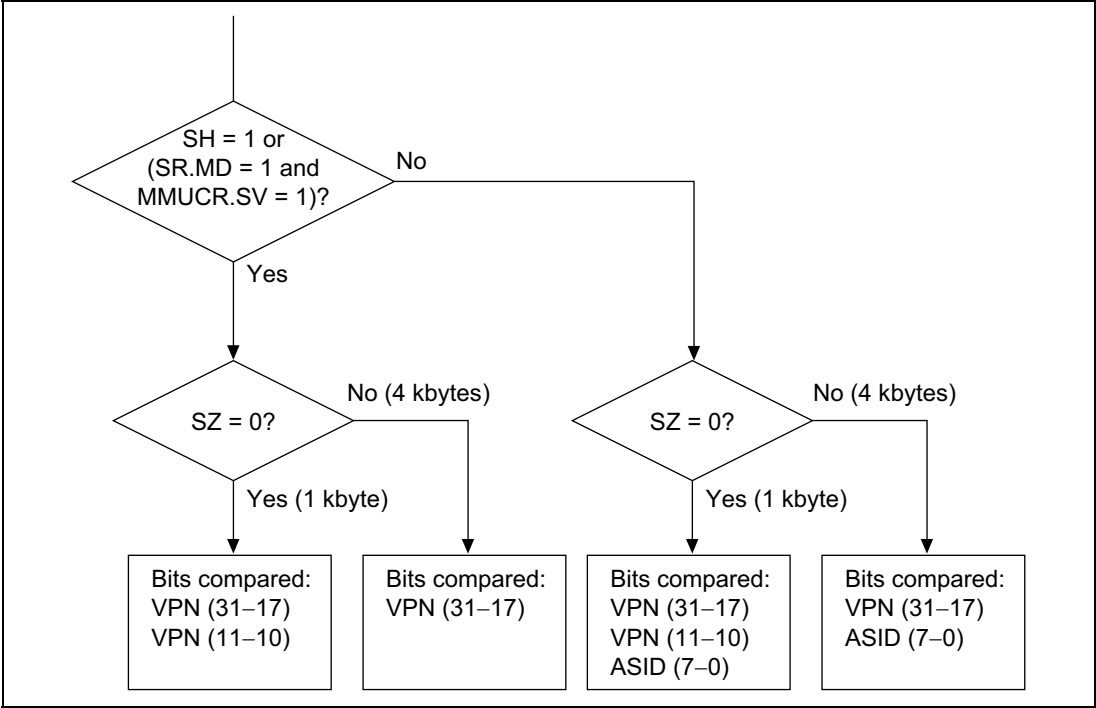 SH = 1 or
(SR.MD = 1 and
MMUCR.SV = 1)?
No
Yes
SZ = 0?
No (4 kbytes)
Yes (1 kbyte)
SZ = 0?
No (4 kbytes)
Yes (1 kbyte)
Bits compared:
VPN (31–17)
VPN (11–10)
Bits compared:
VPN (31–17)
Bits compared:
VPN (31–17)
VPN (11–10)
ASID (7–0)
Bits compared:
VPN (31–17)
ASID (7–0)